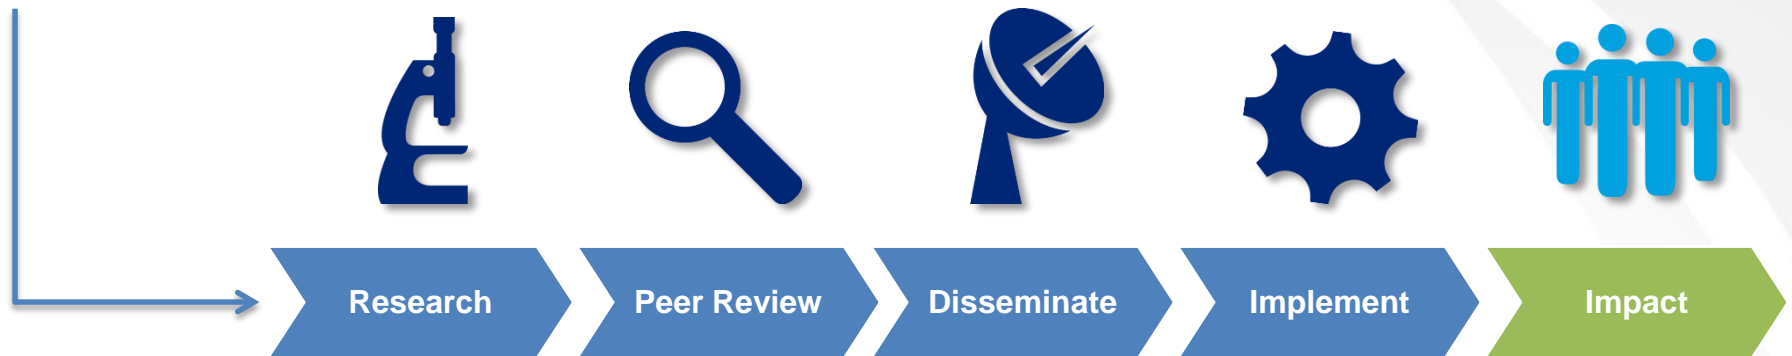 Research
Peer Review
Disseminate
Implement
Impact